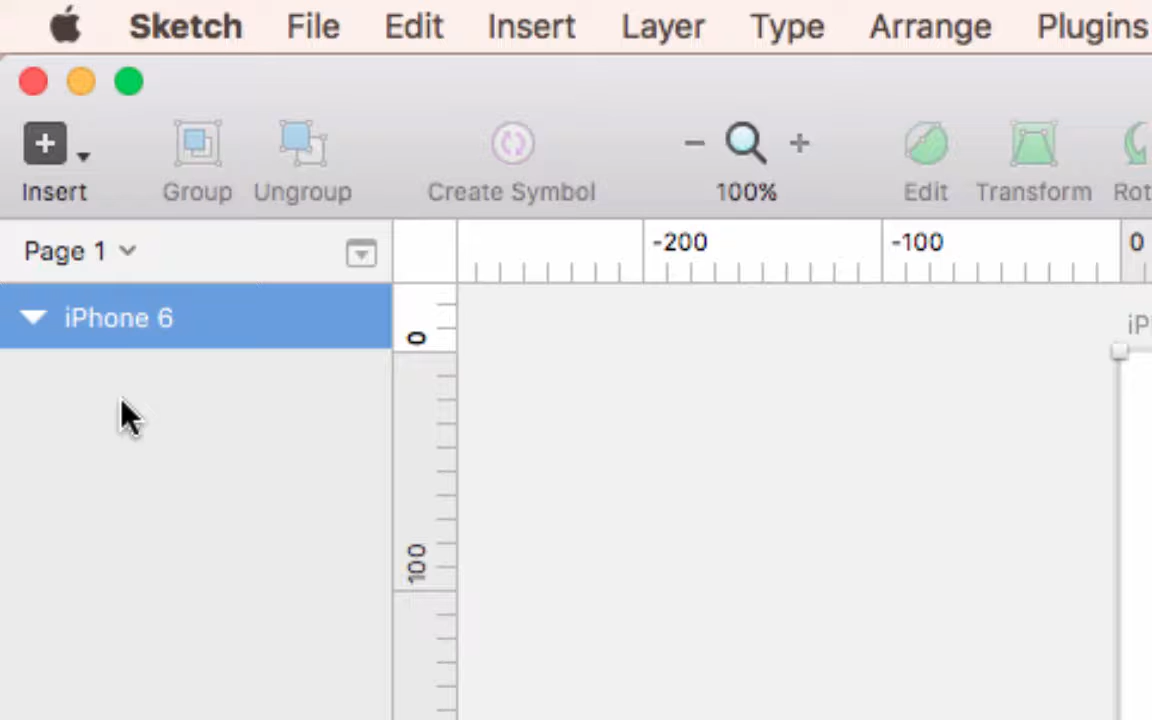 Sketch File Edit Insert Layer Type Arrange Plugins
Insert Group Ungroup Create Symbol 100% Edit Transform
Page 1
-200 -100 0
iPhone 6
0
100